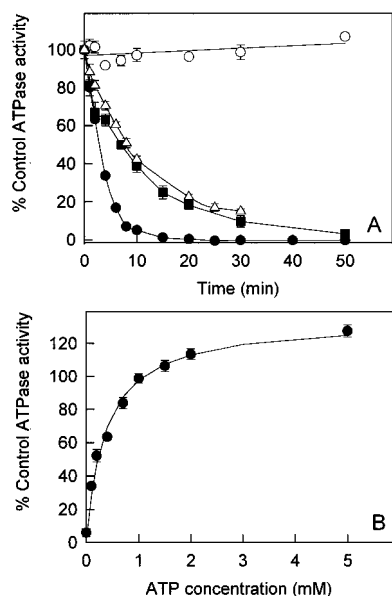 % Control ATPase activity
100
80
60
40
20
0
0 10 20 30 40 50
Time (min)
A
% Control ATPase activity
120
100
80
60
40
20
0
0 1 2 3 4 5
ATP concentration (mM)
B